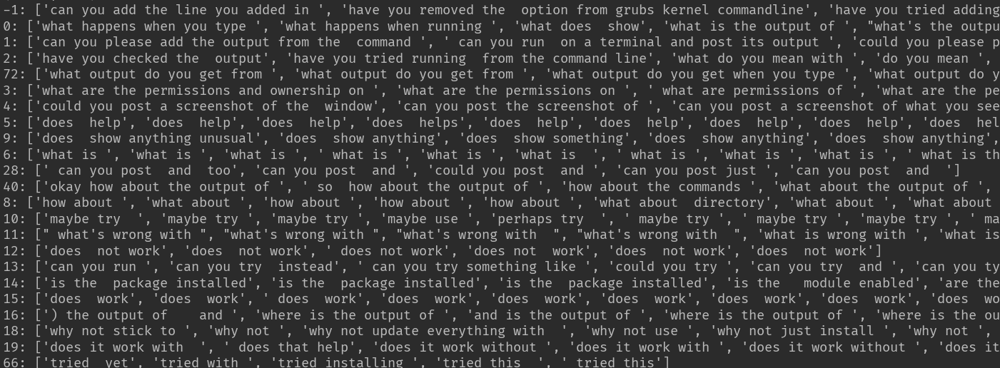 -1: ['can you add the line you added in ', 'have you removed the  option from grubs kernel commandline', 'have you tried adding
0: ['what happens when you type ', 'what happens when running ', 'what does  show', 'what is the output of ', "what's the outpu
1: ['can you please add the output from the  command ', ' can you run  on a terminal and post its output ', 'could you please p
2: ['have you checked the  output', 'have you tried running  from the command line', 'what do you mean with ', 'do you mean ',
72: ['what output do you get from ', 'what output do you get from ', 'what output do you get when you type ', 'what output do y
3: ['what are the permissions and ownership on ', 'what are the permissions on ', ' what are permissions of ', 'what are the pe
4: ['could you post a screenshot of the  window', 'can you post the screenshot of ', 'can you post a screenshot of what you see
5: ['does  help', 'does  help', 'does  help', 'does  helps', 'does  help', 'does  help', 'does  help', 'does  help', 'does  hel
9: ['does  show anything unusual', 'does  show anything', 'does  show something', 'does  show anything', 'does  show anything',
6: ['what is ', 'what is ', 'what is ', ' what is ', 'what is ', 'what is  ', ' what is ', 'what is ', 'what is ', ' what is th
28: [' can you post  and  too', 'can you post  and ', 'could you post  and ', 'can you post just ', 'can you post  and  ']
40: ['okay how about the output of ', ' so  how about the output of ', 'how about the commands ', 'what about the output of ',
8: ['how about ', 'what about ', 'how about ', 'how about ', 'how about ', 'what about  directory', 'what about ', 'what about
10: ['maybe try  ', 'maybe try ', 'maybe try ', 'maybe use ', 'perhaps try  ', ' maybe try ', ' maybe try ', 'maybe try ', ' ma
11: [" what's wrong with ", "what's wrong with ", "what's wrong with  ", "what's wrong with  ", 'what is wrong with ', 'what is
12: ['does  not work', 'does  not work', ' does not work', 'does not  work', 'does  not work', 'does  not work']
13: ['can you run ', 'can you try  instead', ' can you try something like ', 'could you try ', 'can you try  and ', 'can you ty
14: ['is the  package installed', 'is the  package installed', 'is the  package installed', 'is the   module enabled', 'are the
15: ['does  work', 'does  work', ' does  work', 'does  work', 'does  work', 'does  work', 'does  work', 'does  work', 'does  wo
16: [') the output of    and ', 'where is the output of ', 'and is the output of ', 'where is the output of ', 'where is the ou
18: ['why not stick to ', 'why not ', 'why not update everything with  ', 'why not use ', 'why not just install ', 'why not ',
19: ['does it work with  ', ' does that help', 'does it work without ', 'does it work with ', 'does it work without ', 'does it
66: ['tried  yet', 'tried with ', 'tried installing ', 'tried this  ', ' tried this']